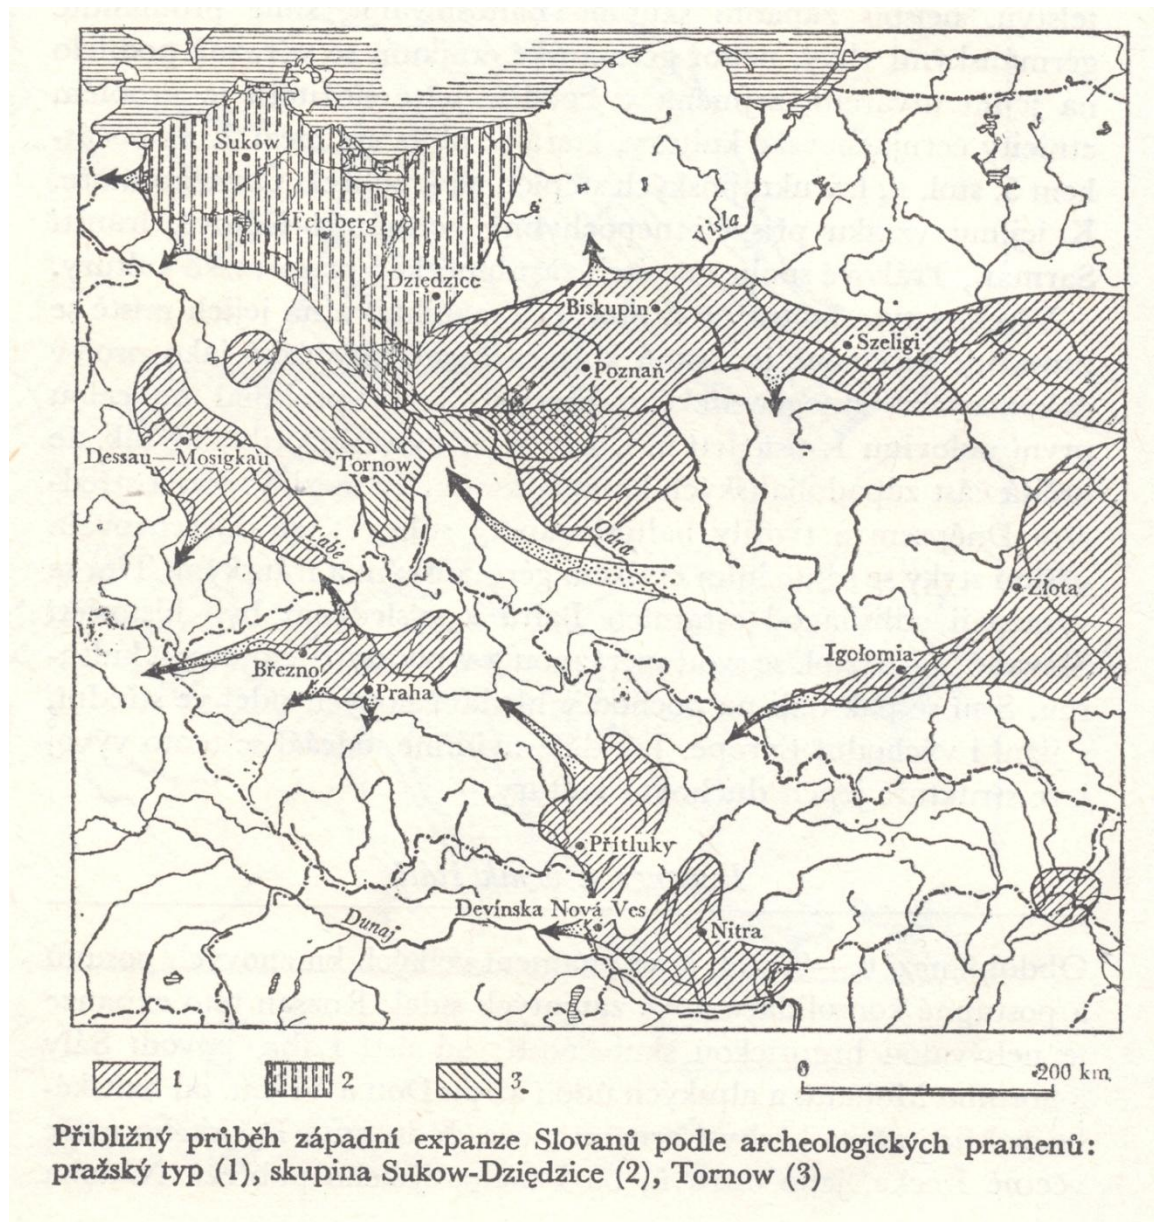 Sukow
Feldberg
Dziędzice
Visla
Biskupin
Szeligi
Poznaň
Dessau—Mosigkau
Tornow
Labe
Odra
Złota
Igołomia
Březno
Praha
Přítluky
Devínska Nová Ves
Dunaj
Nitra
1 2 3.
0 200 km
Přibližný průběh západní expanze Slovanů podle archeologických pramenů:
pražský typ (1), skupina Sukow-Dziędzice (2), Tornow (3)